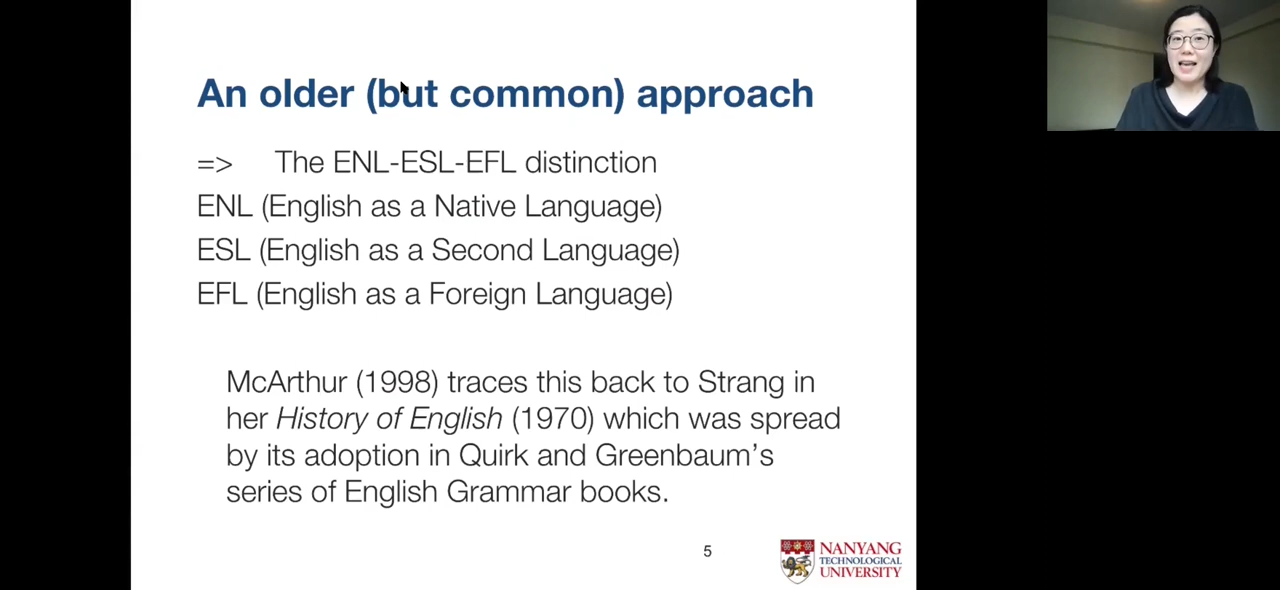 An older (but common) approach
=> The ENL-ESL-EFL distinction
ENL (English as a Native Language)
ESL (English as a Second Language)
EFL (English as a Foreign Language)
McArthur (1998) traces this back to Strang in
her History of English (1970) which was spread
by its adoption in Quirk and Greenbaum’s
series of English Grammar books.
5
NANYANG
TECHNOLOGICAL
UNIVERSITY